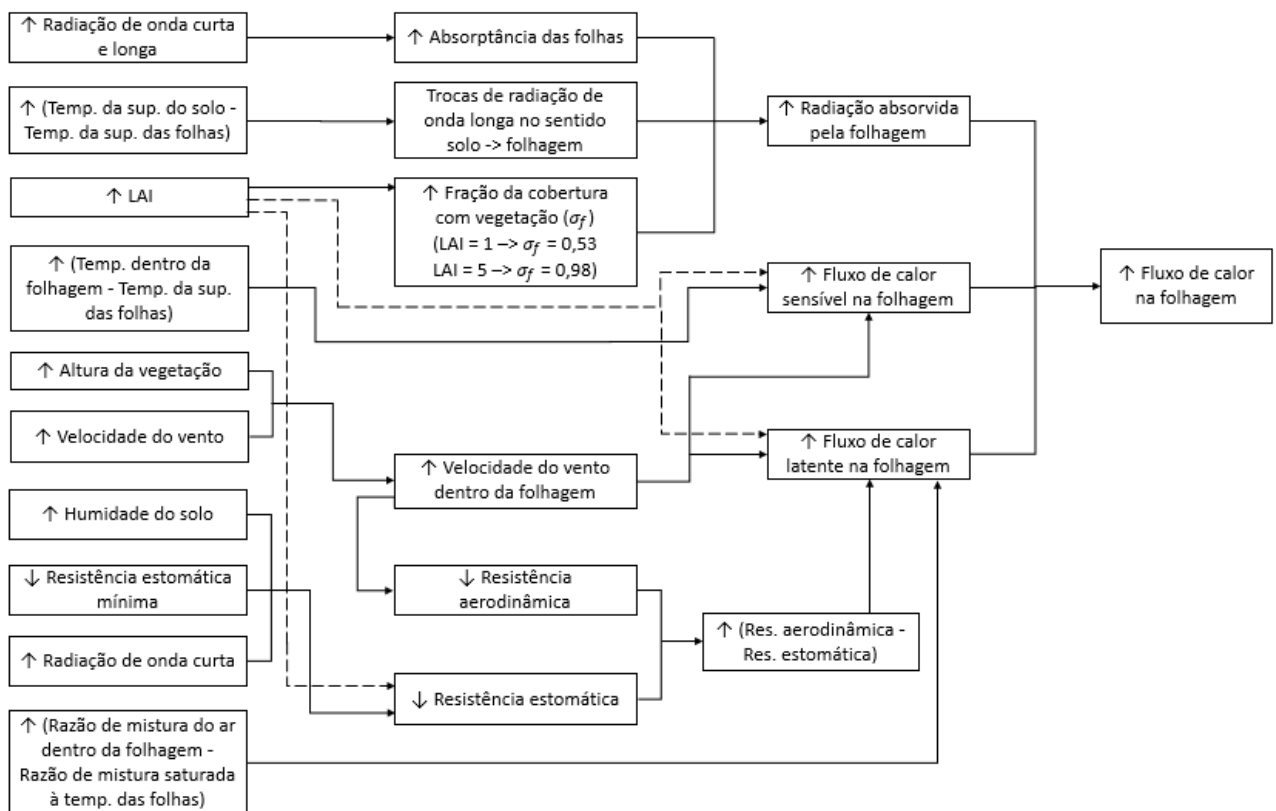 ↑ Radiação de onda curta
e longa
↑ Absorptância das folhas
↑ (Temp. da sup. do solo -
Temp. da sup. das folhas)
Trocas de radiação de
onda longa no sentido
solo -> folhagem
↑ Radiação absorvida
pela folhagem
↑ LAI
↑ Fração da cobertura
com vegetação (σf)
(LAI = 1 –> σf = 0,53
LAI = 5 –> σf = 0,98)
↑ (Temp. dentro da
folhagem - Temp. da sup.
das folhas)
↑ Fluxo de calor
sensível na folhagem
↑ Fluxo de calor
na folhagem
↑ Altura da vegetação
↑ Velocidade do vento
↑ Velocidade do vento
dentro da folhagem
↑ Fluxo de calor
latente na folhagem
↑ Humidade do solo
↓ Resistência estomática
mínima
↓ Resistência
aerodinâmica
↑ (Res. aerodinâmica -
Res. estomática)
↑ Radiação de onda curta
↓ Resistência estomática
↑ (Razão de mistura do ar
dentro da folhagem -
Razão de mistura saturada
à temp. das folhas)